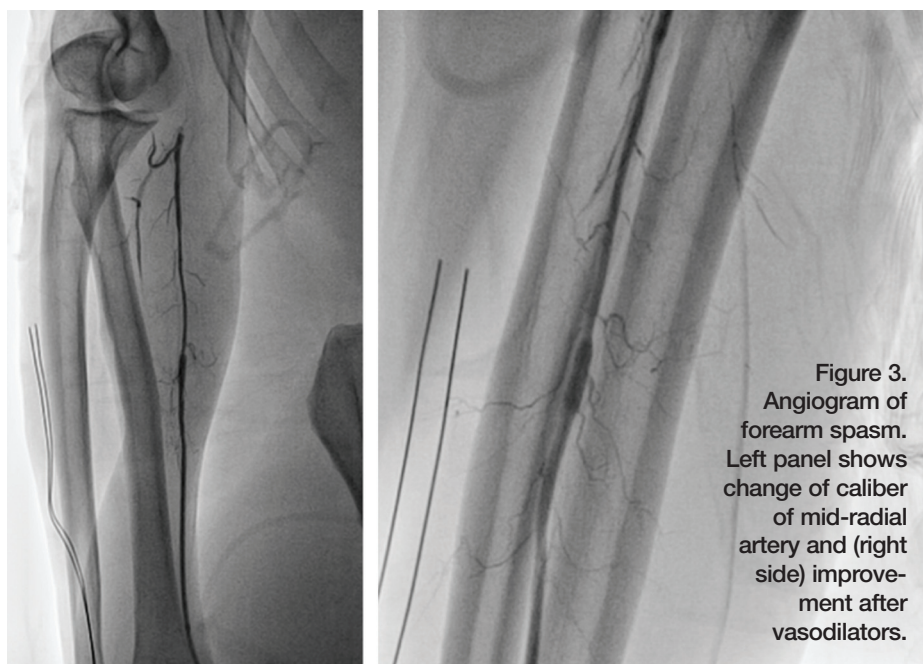 Figure 3.
Angiogram of
forearm spasm.
Left panel shows
change of caliber
of mid-radial
artery and (right
side) improve-
ment after
vasodilators.